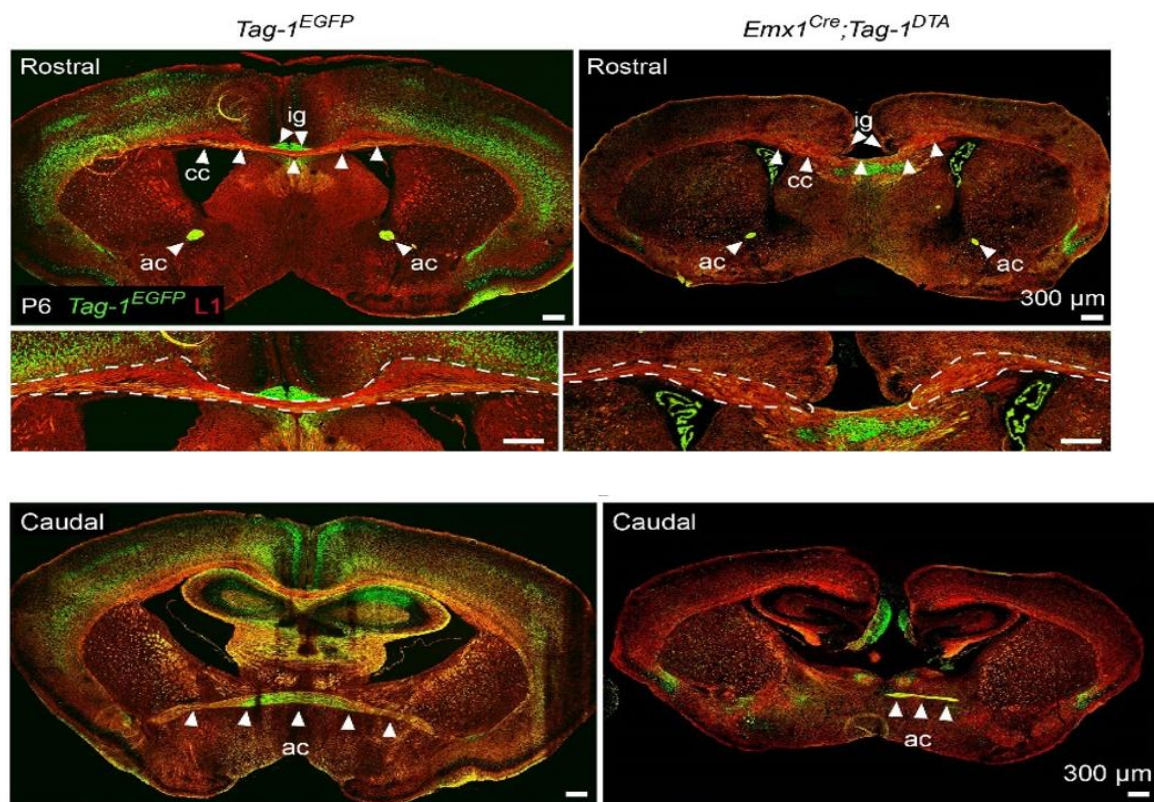 Tag-1EGFP
Emx1Cre;Tag-1DTA
Rostral
ig
cc
ac
ac
P6 Tag-1EGFP L1
Rostral
ig
cc
ac
ac
300 µm
Caudal
ac
Caudal
ac
300 µm